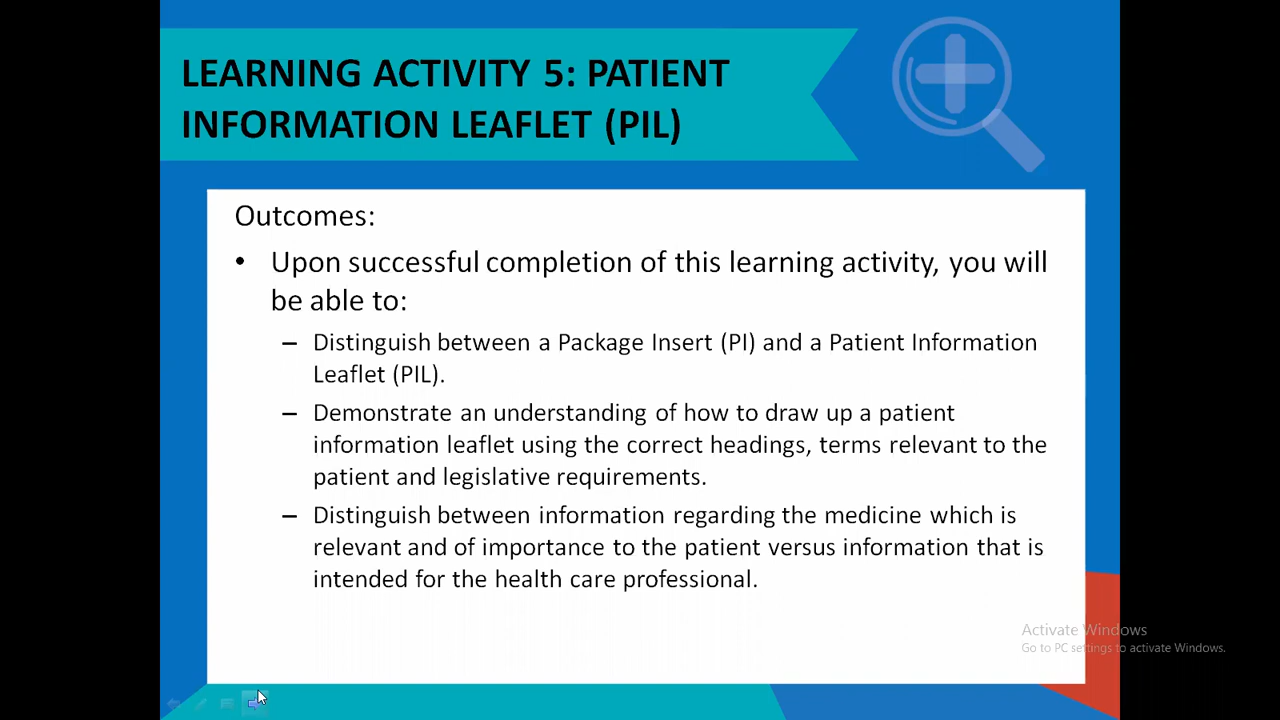 LEARNING ACTIVITY 5: PATIENT
INFORMATION LEAFLET (PIL)
Outcomes:
• Upon successful completion of this learning activity, you will
be able to:
– Distinguish between a Package Insert (PI) and a Patient Information
Leaflet (PIL).
– Demonstrate an understanding of how to draw up a patient
information leaflet using the correct headings, terms relevant to the
patient and legislative requirements.
– Distinguish between information regarding the medicine which is
relevant and of importance to the patient versus information that is
intended for the health care professional.
Activate Windows
Go to PC settings to activate Windows.